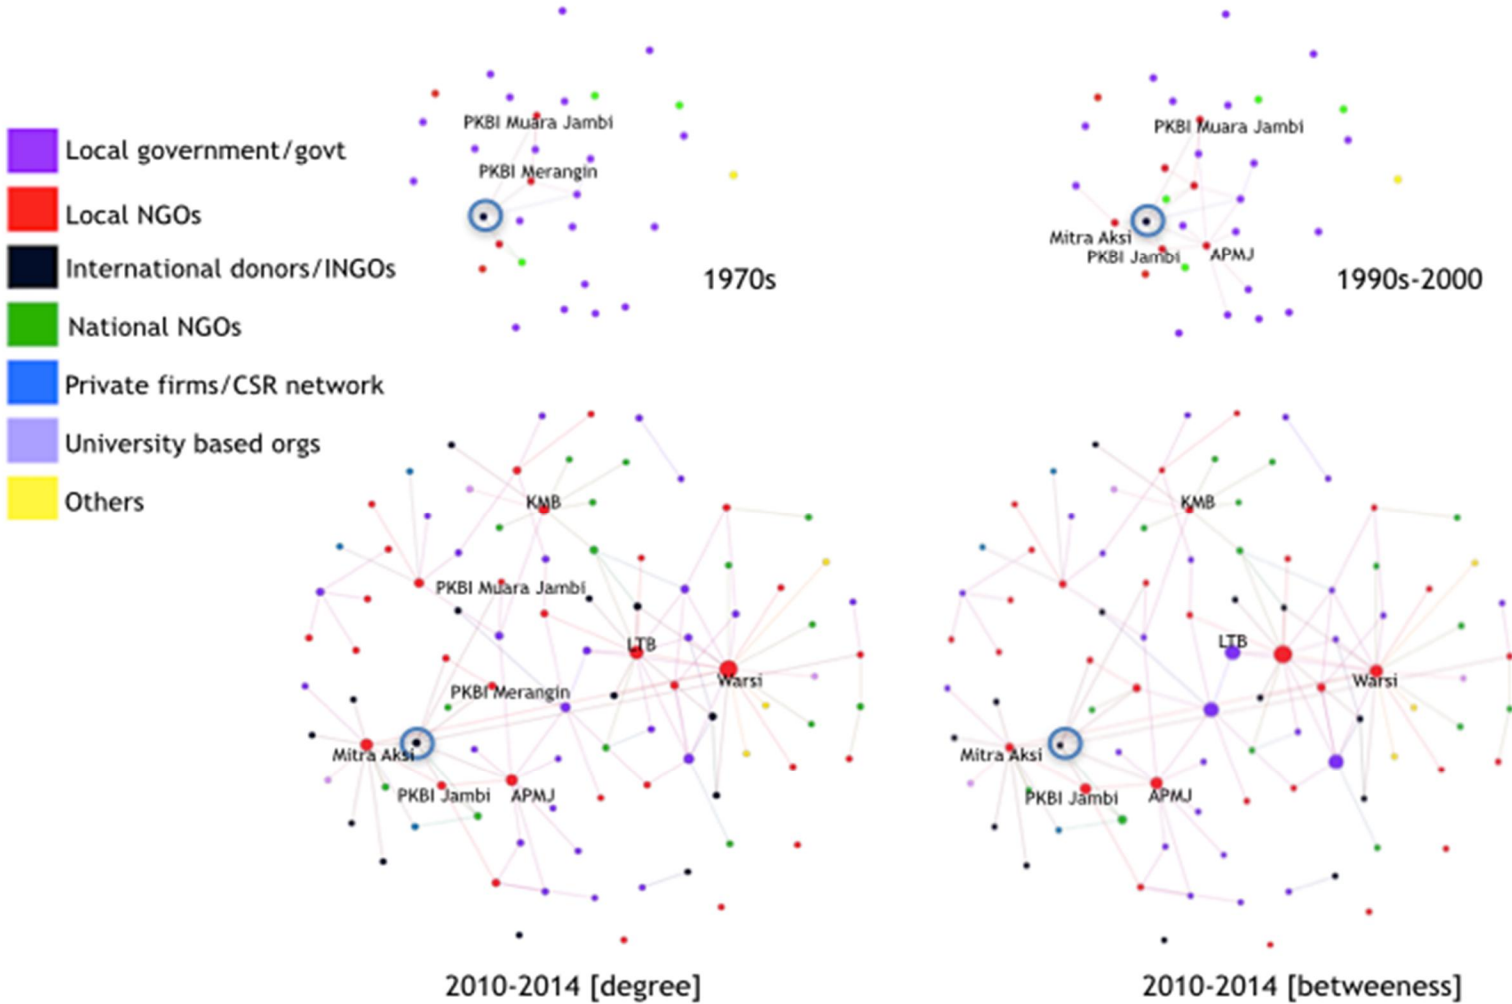 Local government/govt
Local NGOs
International donors/INGOs
National NGOs
Private firms/CSR network
University based orgs
Others
PKBI Muara Jambi
PKBI Merangin
1970s
PKBI Muara Jambi
Mitra Aksi
PKBI Jambi
APMJ
1990s-2000
KMB
PKBI Muara Jambi
LTB
PKBI Merangin
Warsi
Mitra Aksi
PKBI Jambi
APMJ
2010-2014 [degree]
KMB
LTB
Warsi
Mitra Aksi
PKBI Jambi
APMJ
2010-2014 [betweeness]